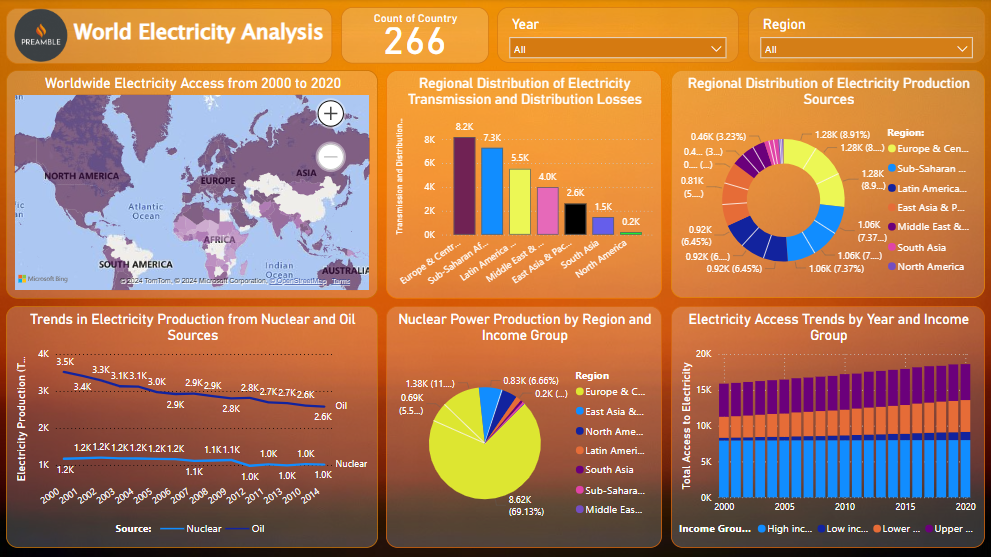 PREAMBLE
World Electricity Analysis
Count of Country
266
Year
All
Region
All
Worldwide Electricity Access from 2000 to 2020
NORTH AMERICA
EUROPE
ASIA
Atlantic
Ocean
AFRICA
SOUTH AMERICA
Indian
Ocean
AUSTRALIA
Microsoft Bing
© 2024 TomTom, © 2024 Microsoft Corporation, © OpenStreetMap Terms
Regional Distribution of Electricity
Transmission and Distribution Losses
Transmission and Distribution...
8K
6K
4K
2K
0K
8.2K
7.3K
5.5K
4.0K
2.6K
1.5K
0.2K
Europe & Centr...
Sub-Saharan Af...
Latin America ...
Middle East & ...
East Asia & Pac...
South Asia
North America
Regional Distribution of Electricity Production
Sources
0.46K (3.23%)
0.4... (3...)
0.... (...)
0.81K
(5....)
0.92K
(6.45%)
0.92K (6...)
0.92K (6.45%)
1.28K (8.91%)
1.28K (8....)
1.28K
(8.9...)
1.06K
(7.37...)
1.06K (7...)
1.06K (7.37%)
Region:
Europe & Cen...
Sub-Saharan ...
Latin America...
East Asia & P...
Middle East &...
South Asia
North America
Trends in Electricity Production from Nuclear and Oil
Sources
Electricity Production (T...
4K
3K
2K
1K
3.5K
3.4K
3.3K
3.1K
3.1K
3.0K
2.9K
2.9K
2.9K
2.8K
2.8K
2.7K
2.7K
2.6K
2.6K
Oil
1.2K
1.2K
1.2K
1.2K
1.2K
1.2K
1.2K
1.1K
1.1K
1.1K
1.0K
1.0K
1.0K
1.0K
1.0K
Nuclear
2000
2001
2002
2003
2004
2005
2006
2007
2008
2009
2012
2011
2013
2010
2014
Source:
Nuclear
Oil
Nuclear Power Production by Region and
Income Group
1.38K (11....)
0.69K
(5.5...)
0.83K (6.66%)
0.2K (...)
8.62K
(69.13%)
Region
Europe & C...
East Asia &...
North Ame...
Latin Ameri...
South Asia
Sub-Sahara...
Middle Eas...
Electricity Access Trends by Year and Income
Group
Total Access to Electricity
20K
15K
10K
5K
0K
2000
2005
2010
2015
2020
Income Grou...
High inc...
Low inc...
Lower ...
Upper ...